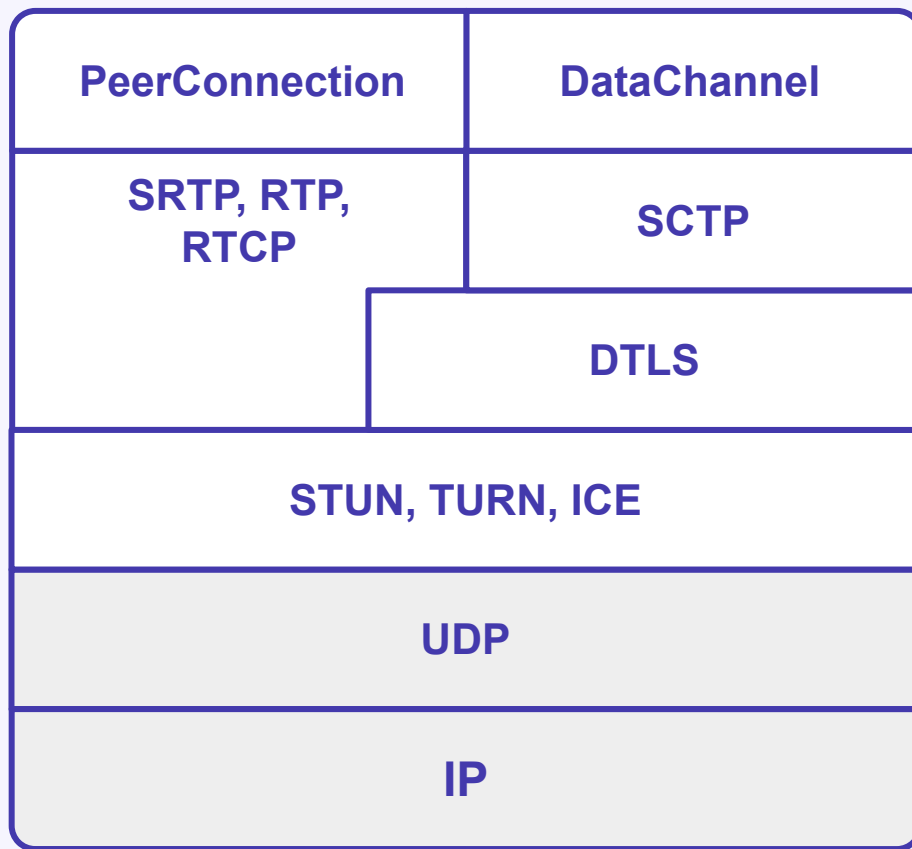 PeerConnection
DataChannel
SRTP, RTP,
RTCP
SCTP
DTLS
STUN, TURN, ICE
UDP
IP